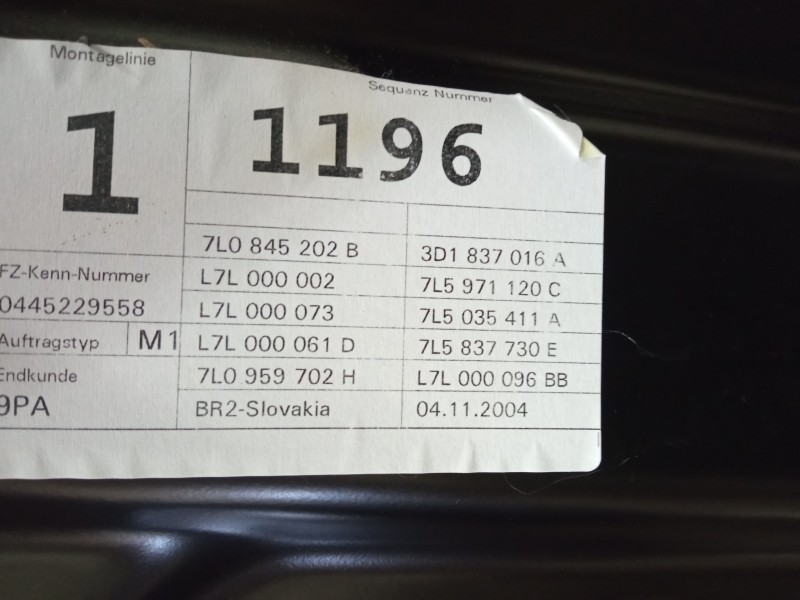 Montagelinie
1
Sequenz Nummer
1196
FZ-Kenn-Nummer
0445229558
Auftragstyp M1
Endkunde
9PA
7L0 845 202 B 3D1 837 016 A
L7L 000 002 7L5 971 120 C
L7L 000 073 7L5 035 411 A
L7L 000 061 D 7L5 837 730 E
7L0 959 702 H L7L 000 096 BB
BR2-Slovakia 04.11.2004